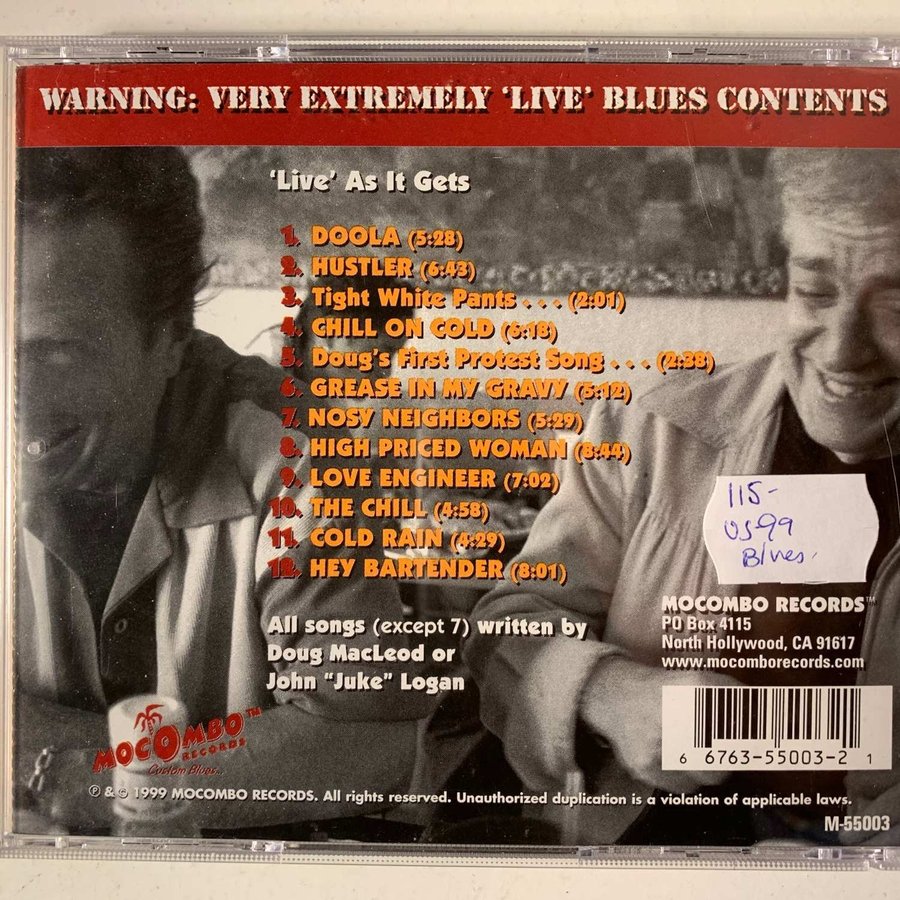 WARNING: VERY EXTREMELY 'LIVE' BLUES CONTENTS
'Live' As It Gets
1. DOOLA (5:28)
2. HUSTLER (6:43)
3. Tight White Pants . . . (2:01)
4. CHILL ON COLD (6:18)
5. Doug's First Protest Song . . . (2:38)
6. GREASE IN MY GRAVY (5:12)
7. NOSY NEIGHBORS (5:29)
8. HIGH PRICED WOMAN (8:44)
9. LOVE ENGINEER (7:02)
10. THE CHILL (4:58)
11. COLD RAIN (4:29)
12. HEY BARTENDER (8:01)
All songs (except 7) written by
Doug MacLeod or
John "Juke" Logan
115-
US-99
Blues.
MOCOMBO RECORDS™
PO Box 4115
North Hollywood, CA 91617
www.mocomborecords.com
6 6763-55003-2 1
MOCOMBO™
RECORDS
Custom Blues...
℗ & © 1999 MOCOMBO RECORDS. All rights reserved. Unauthorized duplication is a violation of applicable laws.
M-55003